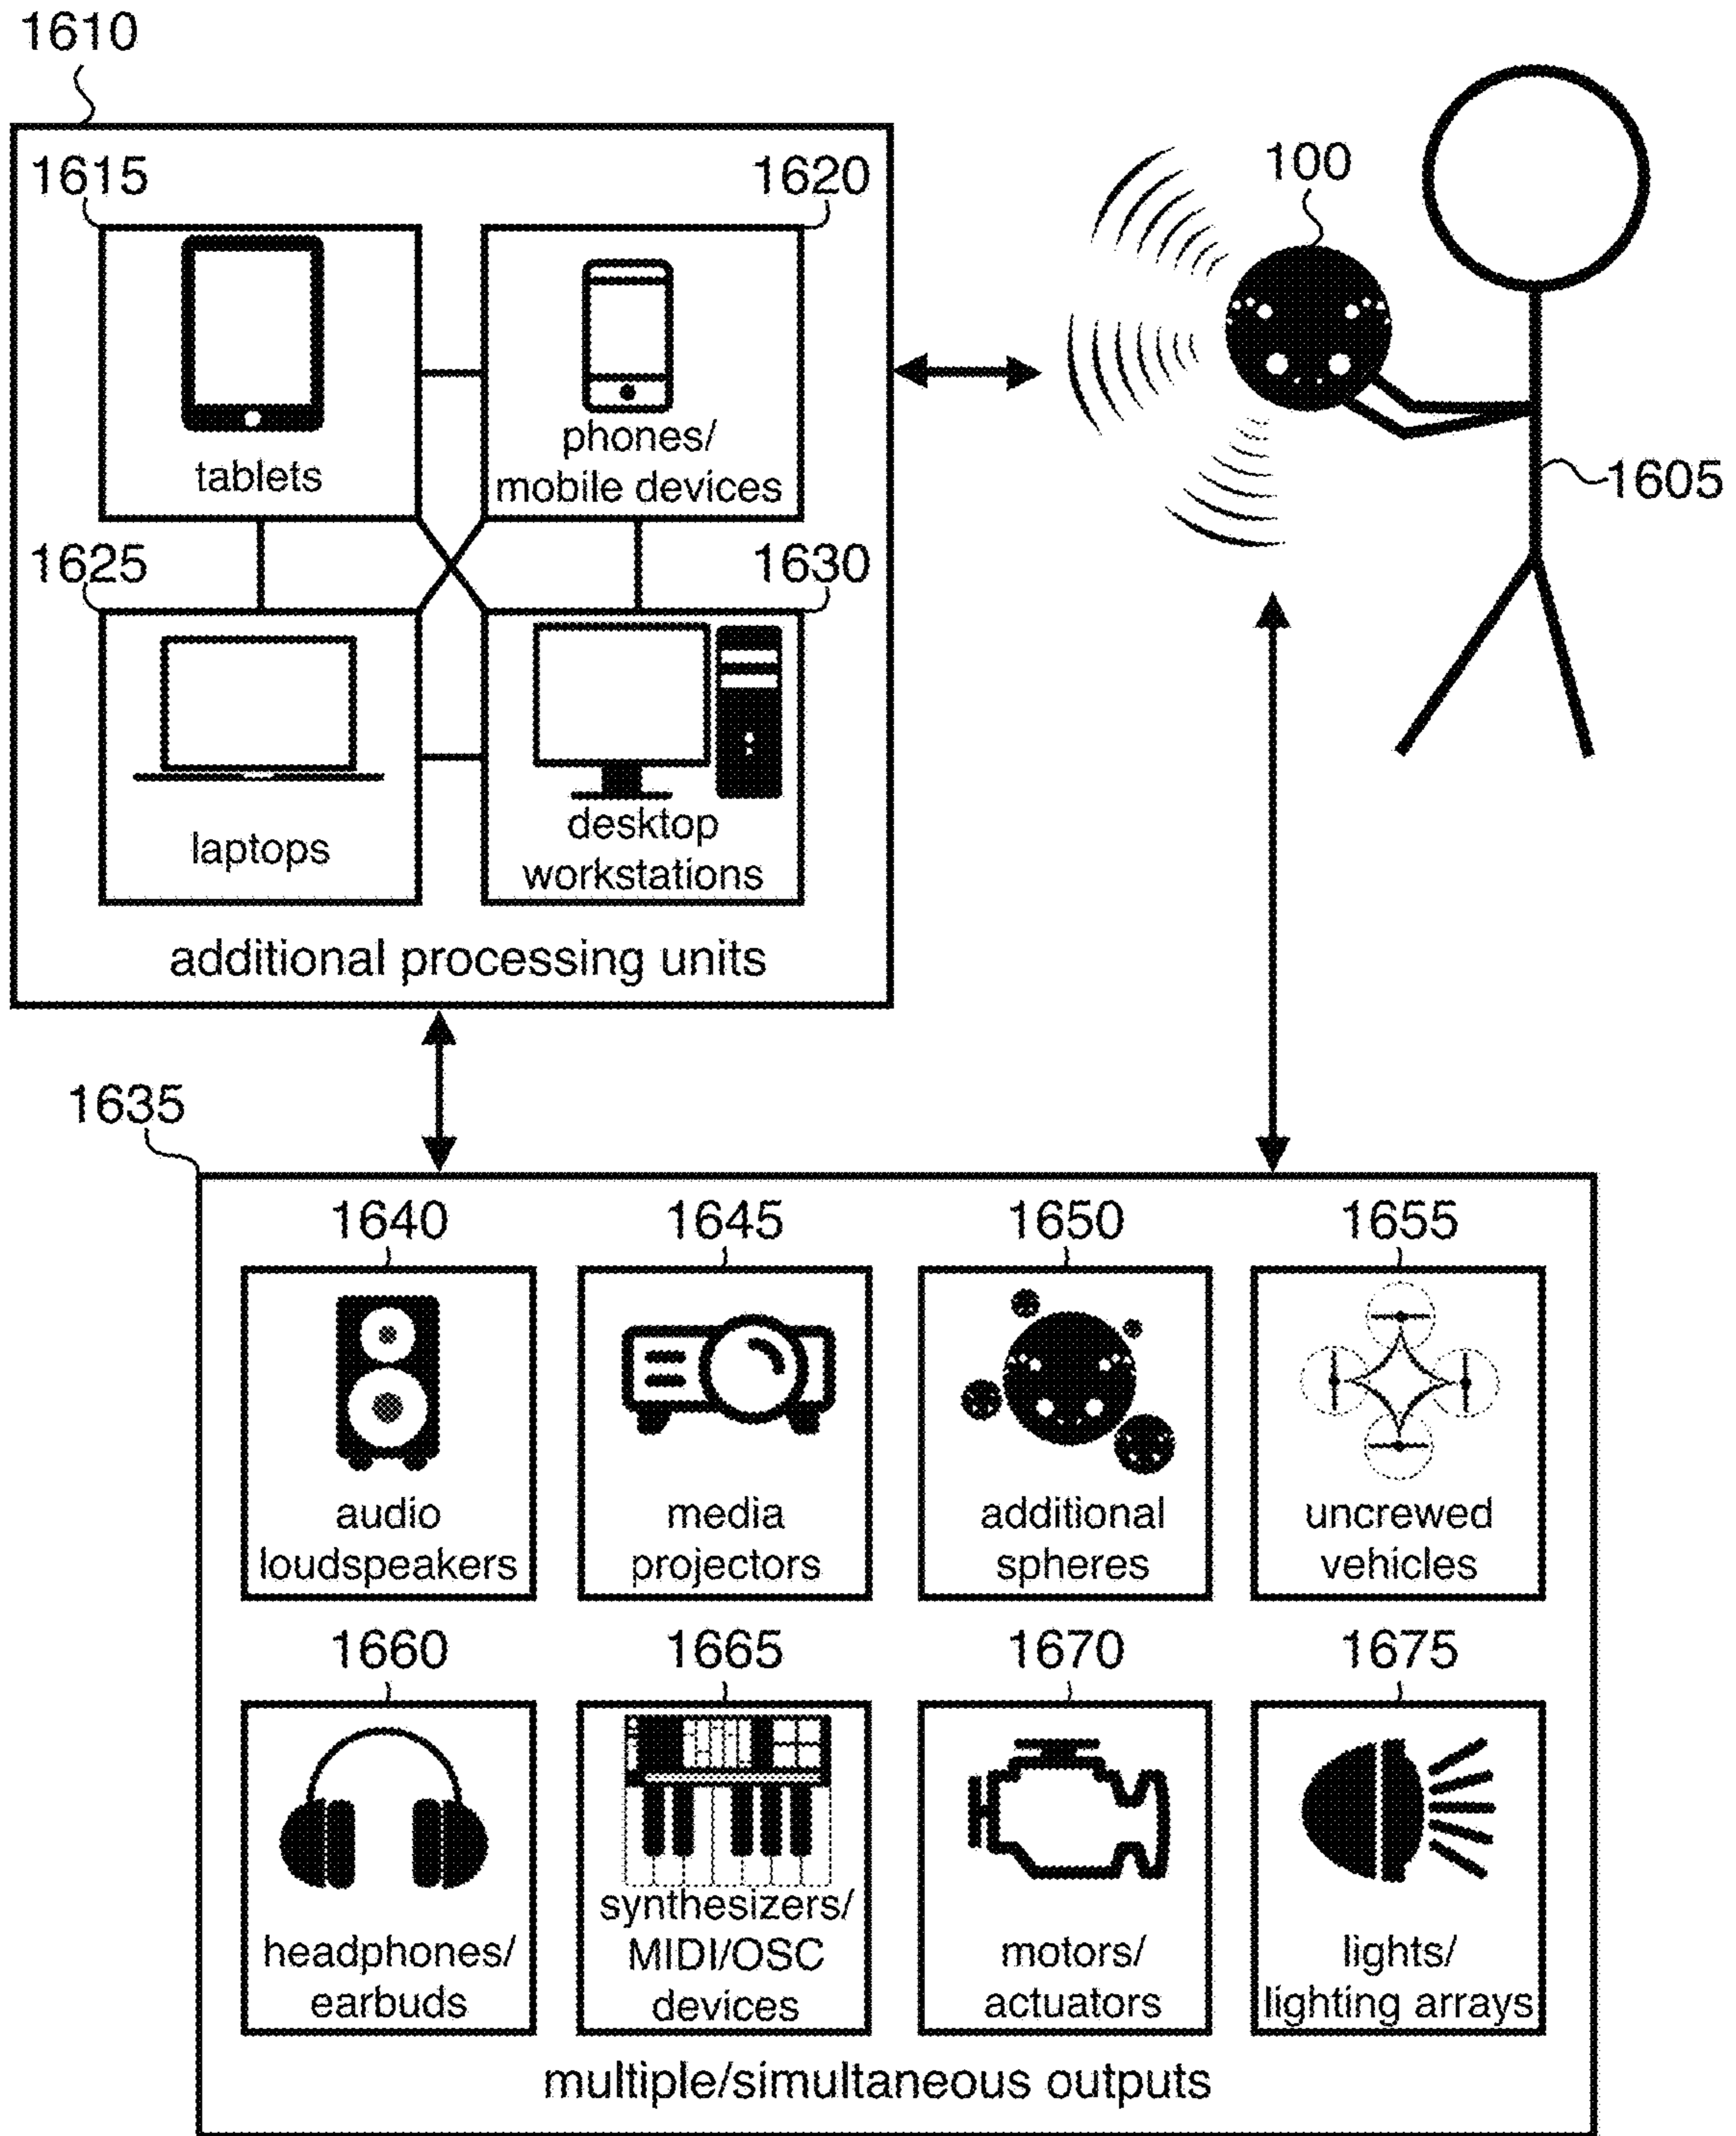 1610
1615
1620
100
tablets
phones/
mobile devices
1605
1625
1630
laptops
desktop
workstations
additional processing units
1635
1640
1645
1650
1655
audio
loudspeakers
media
projectors
additional
spheres
uncrewed
vehicles
1660
1665
1670
1675
headphones/
earbuds
synthesizers/
MIDI/OSC
devices
motors/
actuators
lights/
lighting arrays
multiple/simultaneous outputs